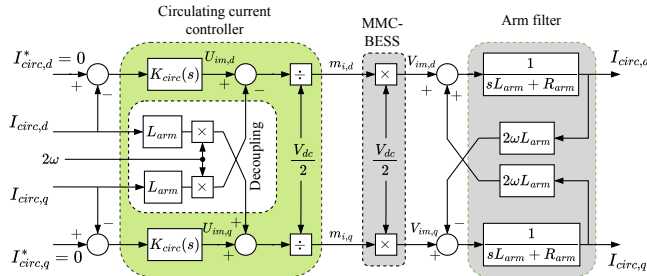 Circulating current
controller
MMC-
BESS
Arm filter
I*circ,d = 0
+
−
Kcirc(s)
Uim,d
+
−
÷
mi,d
×
Vim,d
+
+
1
sLarm + Rarm
Icirc,d
Icirc,d
Larm
×
2ωLarm
2ω
Decoupling
Vdc
2
Vdc
2
Icirc,q
Larm
×
2ωLarm
−
+
I*circ,q = 0
Kcirc(s)
Uim,q
+
+
÷
mi,q
×
Vim,q
+
−
1
sLarm + Rarm
Icirc,q